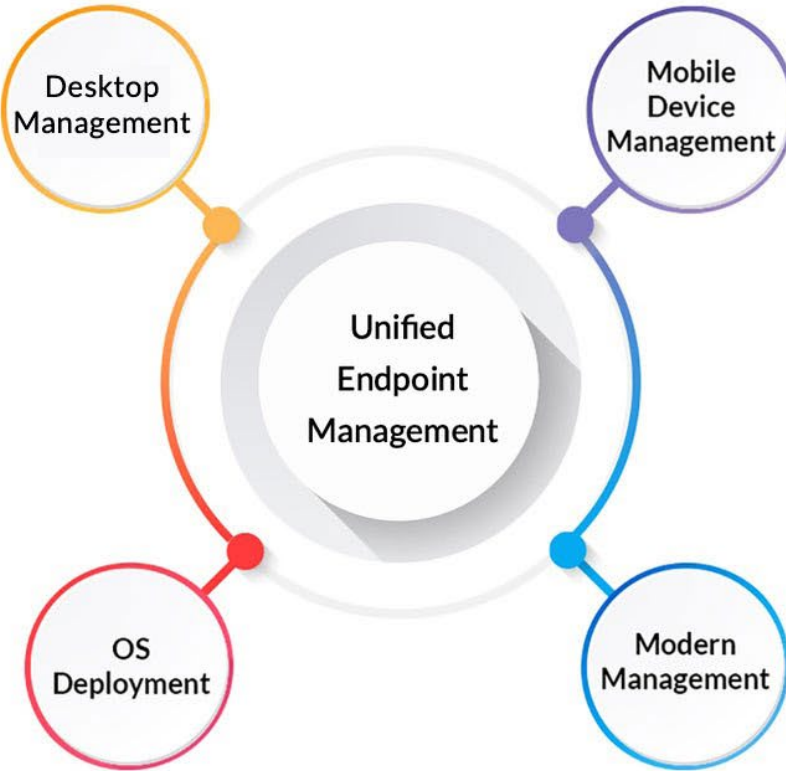 Desktop
Management
Mobile
Device
Management
Unified
Endpoint
Management
OS
Deployment
Modern
Management